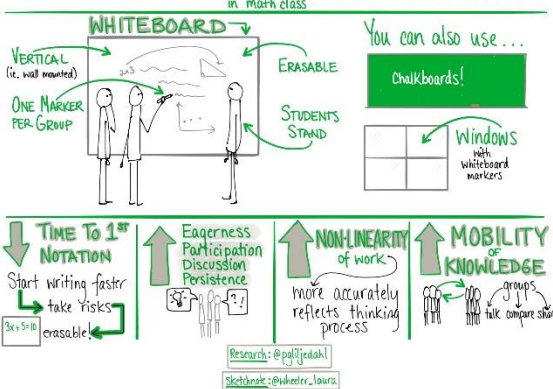 in math class
WHITEBOARD
VERTICAL
(ie. wall mounted)
ONE MARKER
PER GROUP
ERASABLE
STUDENTS
STAND
You can also use...
Chalkboards!
Windows
with
whiteboard
markers
TIME TO 1ST
NOTATION
Start writing fastr
take risks
3x+5=10
erasable!
Eagerness
Participation
Discussion
Persistence
?!
NON-LINEARITY
of work
more accurately
reflects thinking
process
MOBILITY
of
KNOWLEDGE
groups
talk compare shar
Research: @pgliljedahl
Sketchnote: @wheeler_laura